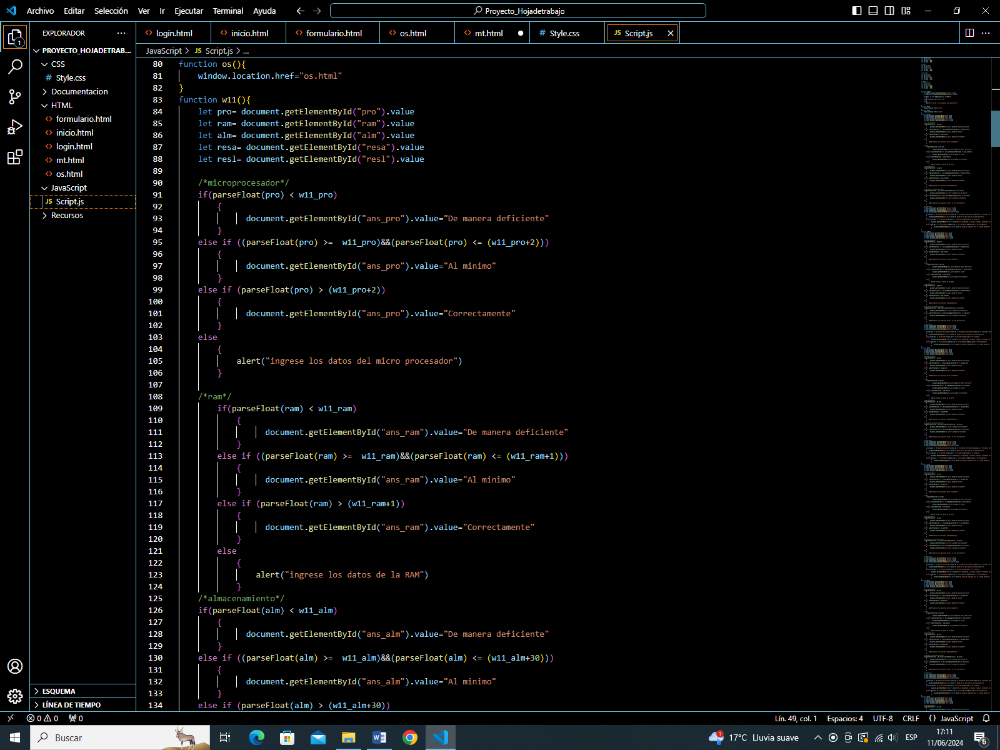 Archivo Editar Selección Ver Ir Ejecutar Terminal Ayuda
Proyecto_Hojadetrabajo
EXPLORADOR
PROYECTO_HOJADETRAB...
CSS
# Style.css
Documentacion
HTML
<> formulario.html
<> inicio.html
<> login.html
<> mt.html
<> os.html
JavaScript
JS Script.js
Recursos
ESQUEMA
LÍNEA DE TIEMPO
<> login.html <> inicio.html <> formulario.html <> os.html <> mt.html # Style.css JS Script.js
JavaScript > JS Script.js > ...
80 function os(){
81 window.location.href="os.html"
82 }
83 function w11(){
84 let pro= document.getElementById("pro").value
85 let ram= document.getElementById("ram").value
86 let alm= document.getElementById("alm").value
87 let resa= document.getElementById("resa").value
88 let resl= document.getElementById("resl").value
89
90 /*microprocesador*/
91 if(parseFloat(pro) < w11_pro)
92 {
93 document.getElementById("ans_pro").value="De manera deficiente"
94 }
95 else if ((parseFloat(pro) >=  w11_pro)&&(parseFloat(pro) <= (w11_pro+2)))
96 {
97 document.getElementById("ans_pro").value="Al minimo"
98 }
99 else if (parseFloat(pro) > (w11_pro+2))
100 {
101 document.getElementById("ans_pro").value="Correctamente"
102 }
103 else
104 {
105 alert("ingrese los datos del micro procesador")
106 }
107
108 /*ram*/
109 if(parseFloat(ram) < w11_ram)
110 {
111 document.getElementById("ans_ram").value="De manera deficiente"
112 }
113 else if ((parseFloat(ram) >=  w11_ram)&&(parseFloat(ram) <= (w11_ram+1)))
114 {
115 document.getElementById("ans_ram").value="Al minimo"
116 }
117 else if (parseFloat(ram) > (w11_ram+1))
118 {
119 document.getElementById("ans_ram").value="Correctamente"
120 }
121 else
122 {
123 alert("ingrese los datos de la RAM")
124 }
125 /*almacenamiento*/
126 if(parseFloat(alm) < w11_alm)
127 {
128 document.getElementById("ans_alm").value="De manera deficiente"
129 }
130 else if ((parseFloat(alm) >=  w11_alm)&&(parseFloat(alm) <= (w11_alm+30)))
131 {
132 document.getElementById("ans_alm").value="Al minimo"
133 }
134 else if (parseFloat(alm) > (w11_alm+30))
0 0 0 Lín. 49, col. 1 Espacios: 4 UTF-8 CRLF {} JavaScript
Buscar 1 17°C Lluvia suave ESP 17:11
11/06/2024 6